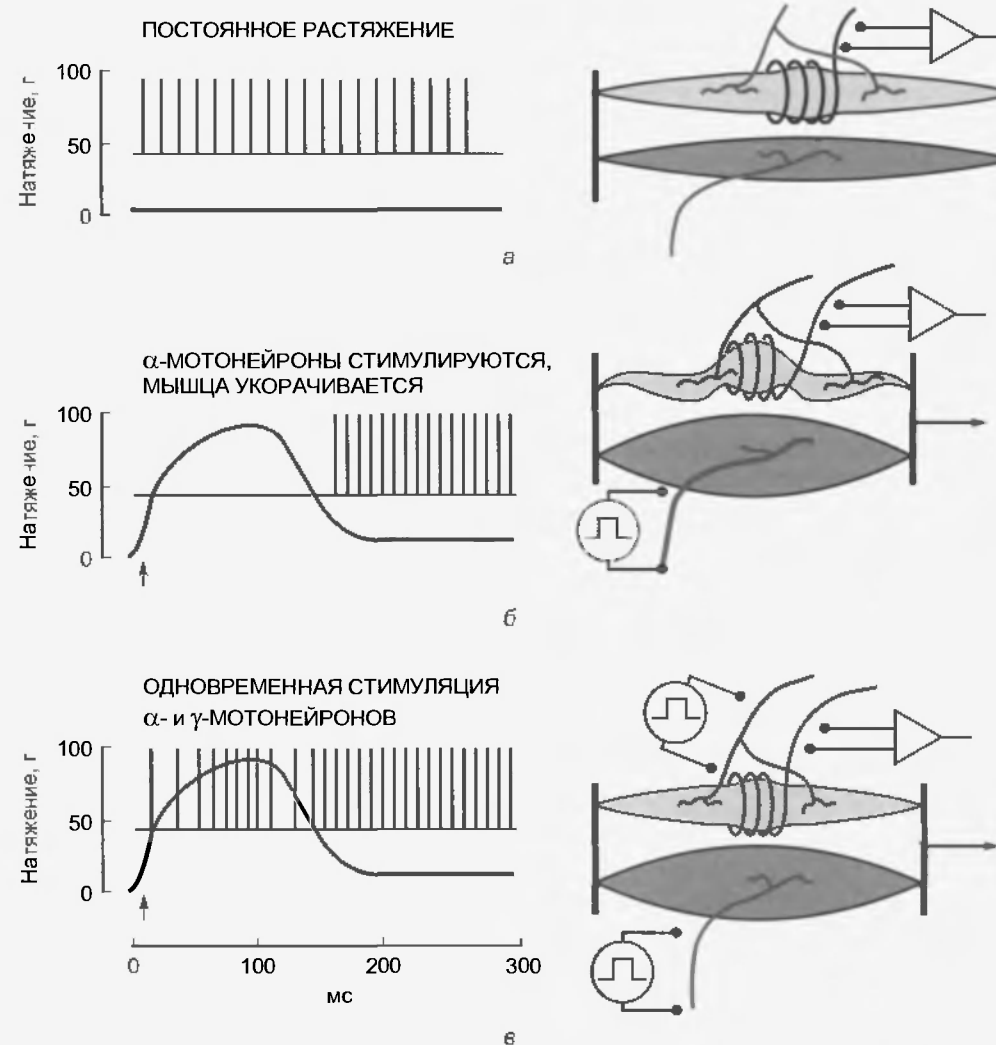 ПОСТОЯННОЕ РАСТЯЖЕНИЕ
Натяжение, г
100
50
0
а
α-МОТОНЕЙРОНЫ СТИМУЛИРУЮТСЯ,
МЫШЦА УКОРАЧИВАЕТСЯ
Натяжение, г
100
50
0
б
ОДНОВРЕМЕННАЯ СТИМУЛЯЦИЯ
α- и γ-МОТОНЕЙРОНОВ
Натяжение, г
100
50
0
0 100 200 300
мс
в